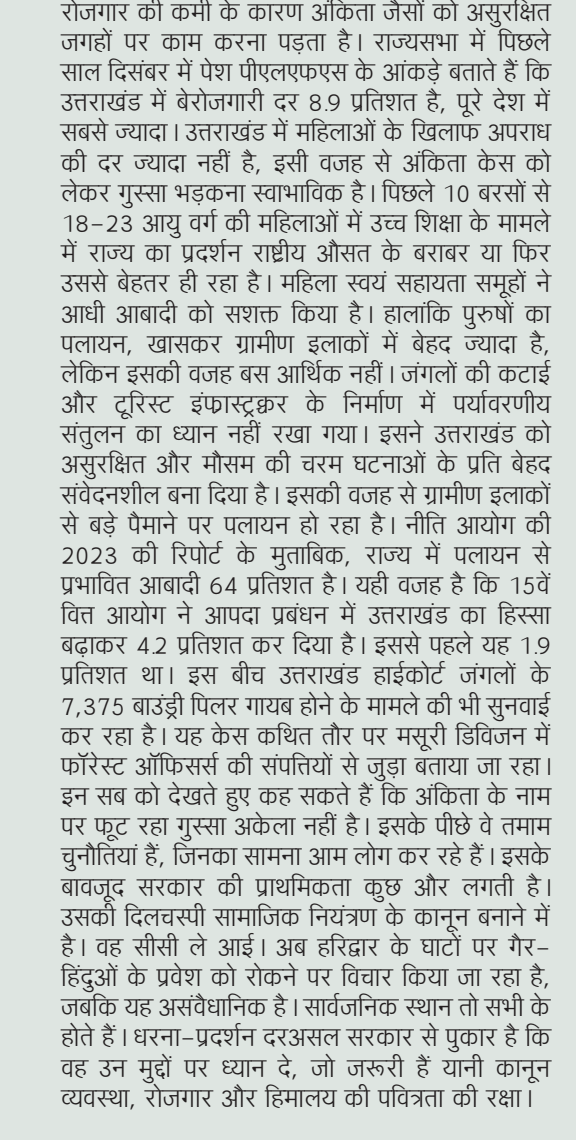 रोजगार की कमी के कारण अंकिता जैसों को असुरक्षित
जगहों पर काम करना पड़ता है। राज्यसभा में पिछले
साल दिसंबर में पेश पीएलएफएस के आंकड़े बताते हैं कि
उत्तराखंड में बेरोजगारी दर 8.9 प्रतिशत है, पूरे देश में
सबसे ज्यादा। उत्तराखंड में महिलाओं के खिलाफ अपराध
की दर ज्यादा नहीं है, इसी वजह से अंकिता केस को
लेकर गुस्सा भड़कना स्वाभाविक है। पिछले 10 बरसों से
18-23 आयु वर्ग की महिलाओं में उच्च शिक्षा के मामले
में राज्य का प्रदर्शन राष्ट्रीय औसत के बराबर या फिर
उससे बेहतर ही रहा है। महिला स्वयं सहायता समूहों ने
आधी आबादी को सशक्त किया है। हालांकि पुरुषों का
पलायन, खासकर ग्रामीण इलाकों में बेहद ज्यादा है,
लेकिन इसकी वजह बस आर्थिक नहीं। जंगलों की कटाई
और टूरिस्ट इंफ्रास्ट्रक्चर के निर्माण में पर्यावरणीय
संतुलन का ध्यान नहीं रखा गया। इसने उत्तराखंड को
असुरक्षित और मौसम की चरम घटनाओं के प्रति बेहद
संवेदनशील बना दिया है। इसकी वजह से ग्रामीण इलाकों
से बड़े पैमाने पर पलायन हो रहा है। नीति आयोग की
2023 की रिपोर्ट के मुताबिक, राज्य में पलायन से
प्रभावित आबादी 64 प्रतिशत है। यही वजह है कि 15वें
वित्त आयोग ने आपदा प्रबंधन में उत्तराखंड का हिस्सा
बढ़ाकर 4.2 प्रतिशत कर दिया है। इससे पहले यह 1.9
प्रतिशत था। इस बीच उत्तराखंड हाईकोर्ट जंगलों के
7,375 बाउंड्री पिलर गायब होने के मामले की भी सुनवाई
कर रहा है। यह केस कथित तौर पर मसूरी डिविजन में
फॉरेस्ट ऑफिसर्स की संपत्तियों से जुड़ा बताया जा रहा।
इन सब को देखते हुए कह सकते हैं कि अंकिता के नाम
पर फूट रहा गुस्सा अकेला नहीं है। इसके पीछे वे तमाम
चुनौतियां हैं, जिनका सामना आम लोग कर रहे हैं। इसके
बावजूद सरकार की प्राथमिकता कुछ और लगती है।
उसकी दिलचस्पी सामाजिक नियंत्रण के कानून बनाने में
है। वह सीसी ले आई। अब हरिद्वार के घाटों पर गैर-
हिंदुओं के प्रवेश को रोकने पर विचार किया जा रहा है,
जबकि यह असंवैधानिक है। सार्वजनिक स्थान तो सभी के
होते हैं। धरना-प्रदर्शन दरअसल सरकार से पुकार है कि
वह उन मुद्दों पर ध्यान दे, जो जरूरी हैं यानी कानून
व्यवस्था, रोजगार और हिमालय की पवित्रता की रक्षा।